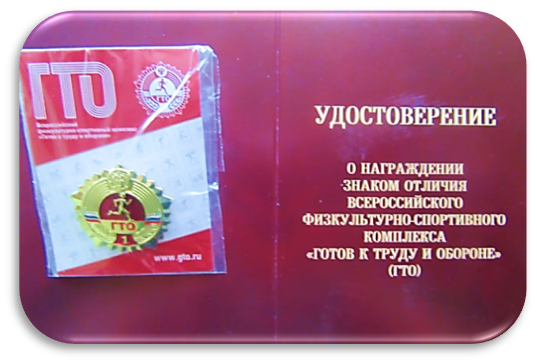 ГТО
Всероссийский
физкультурно-спортивный комплекс
«Готов к труду и обороне»
ГТО
ГТО
1
www.gto.ru
УДОСТОВЕРЕНИЕ
О НАГРАЖДЕНИИ
ЗНАКОМ ОТЛИЧИЯ
ВСЕРОССИЙСКОГО
ФИЗКУЛЬТУРНО-СПОРТИВНОГО
КОМПЛЕКСА
«ГОТОВ К ТРУДУ И ОБОРОНЕ»
(ГТО)